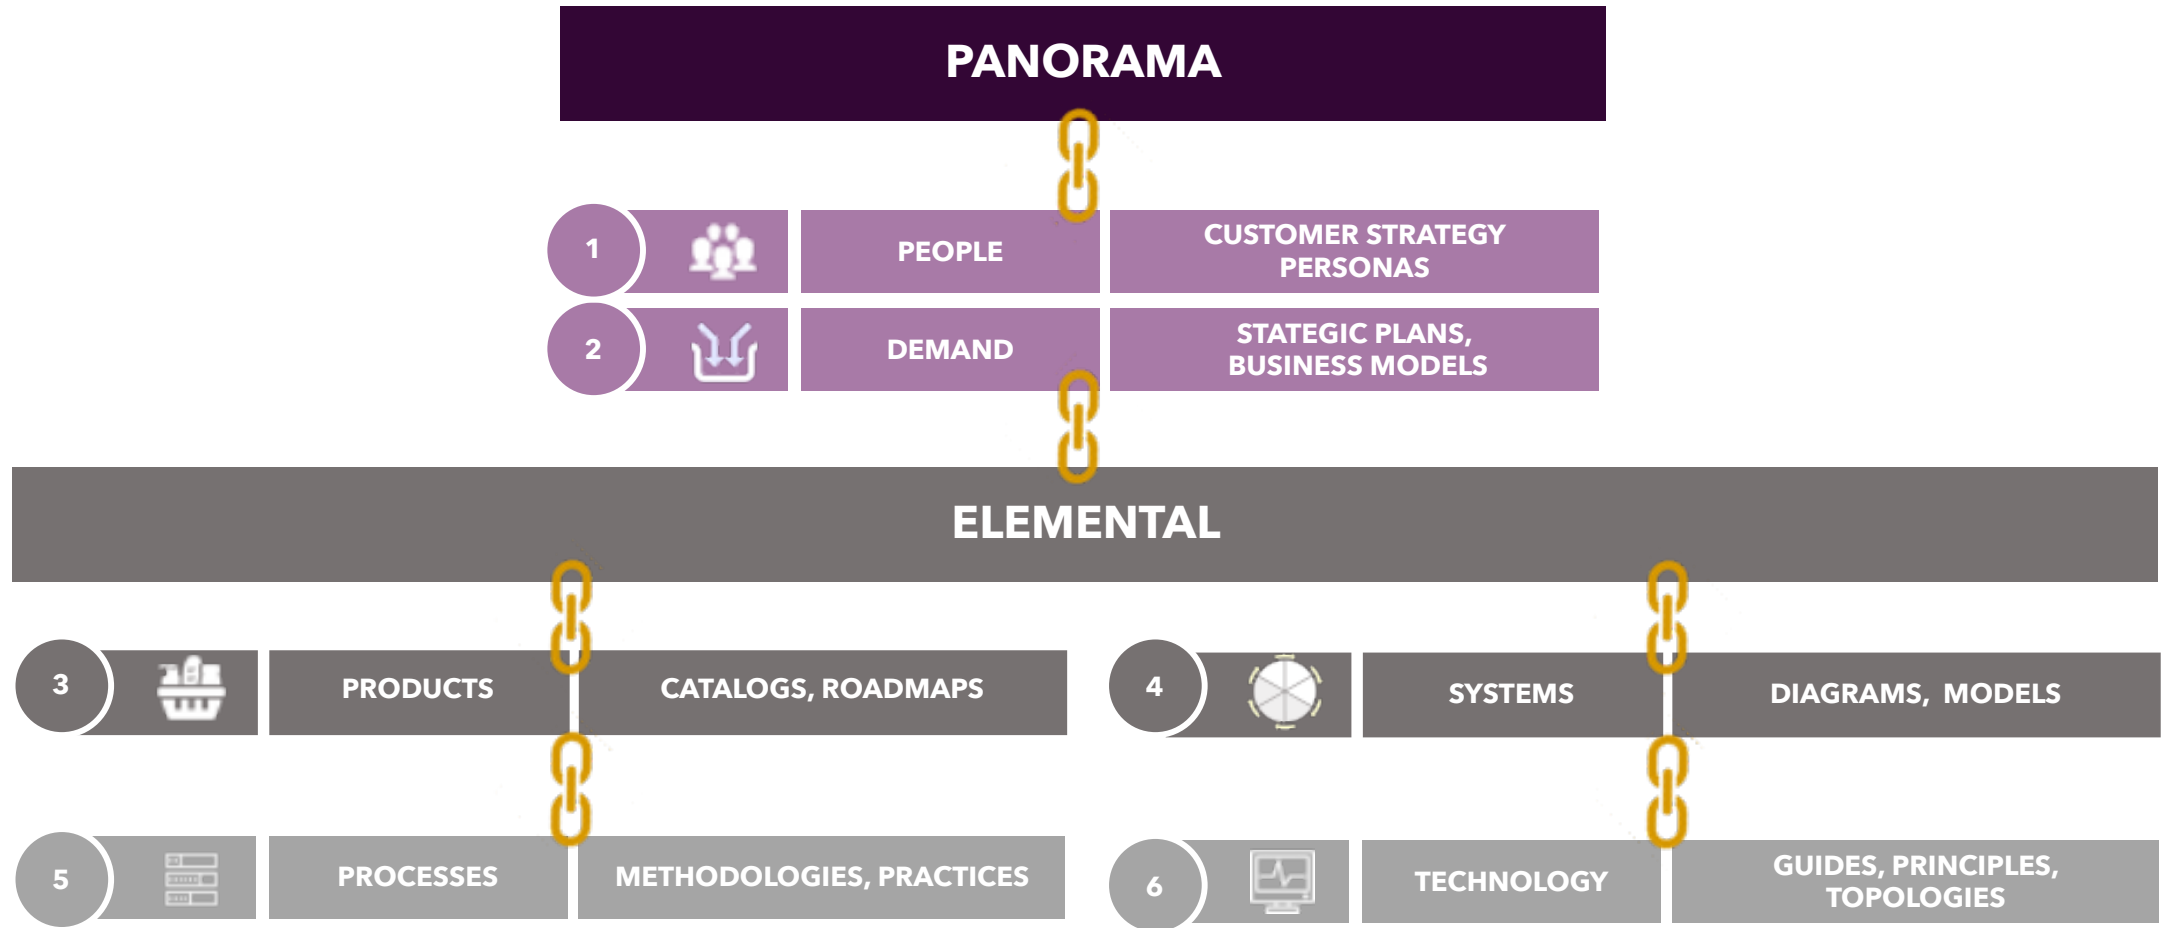 PANORAMA
1
PEOPLE
CUSTOMER STRATEGY
PERSONAS
2
DEMAND
STATEGIC PLANS,
BUSINESS MODELS
ELEMENTAL
3
PRODUCTS
CATALOGS, ROADMAPS
4
SYSTEMS
DIAGRAMS, MODELS
5
PROCESSES
METHODOLOGIES, PRACTICES
6
TECHNOLOGY
GUIDES, PRINCIPLES,
TOPOLOGIES